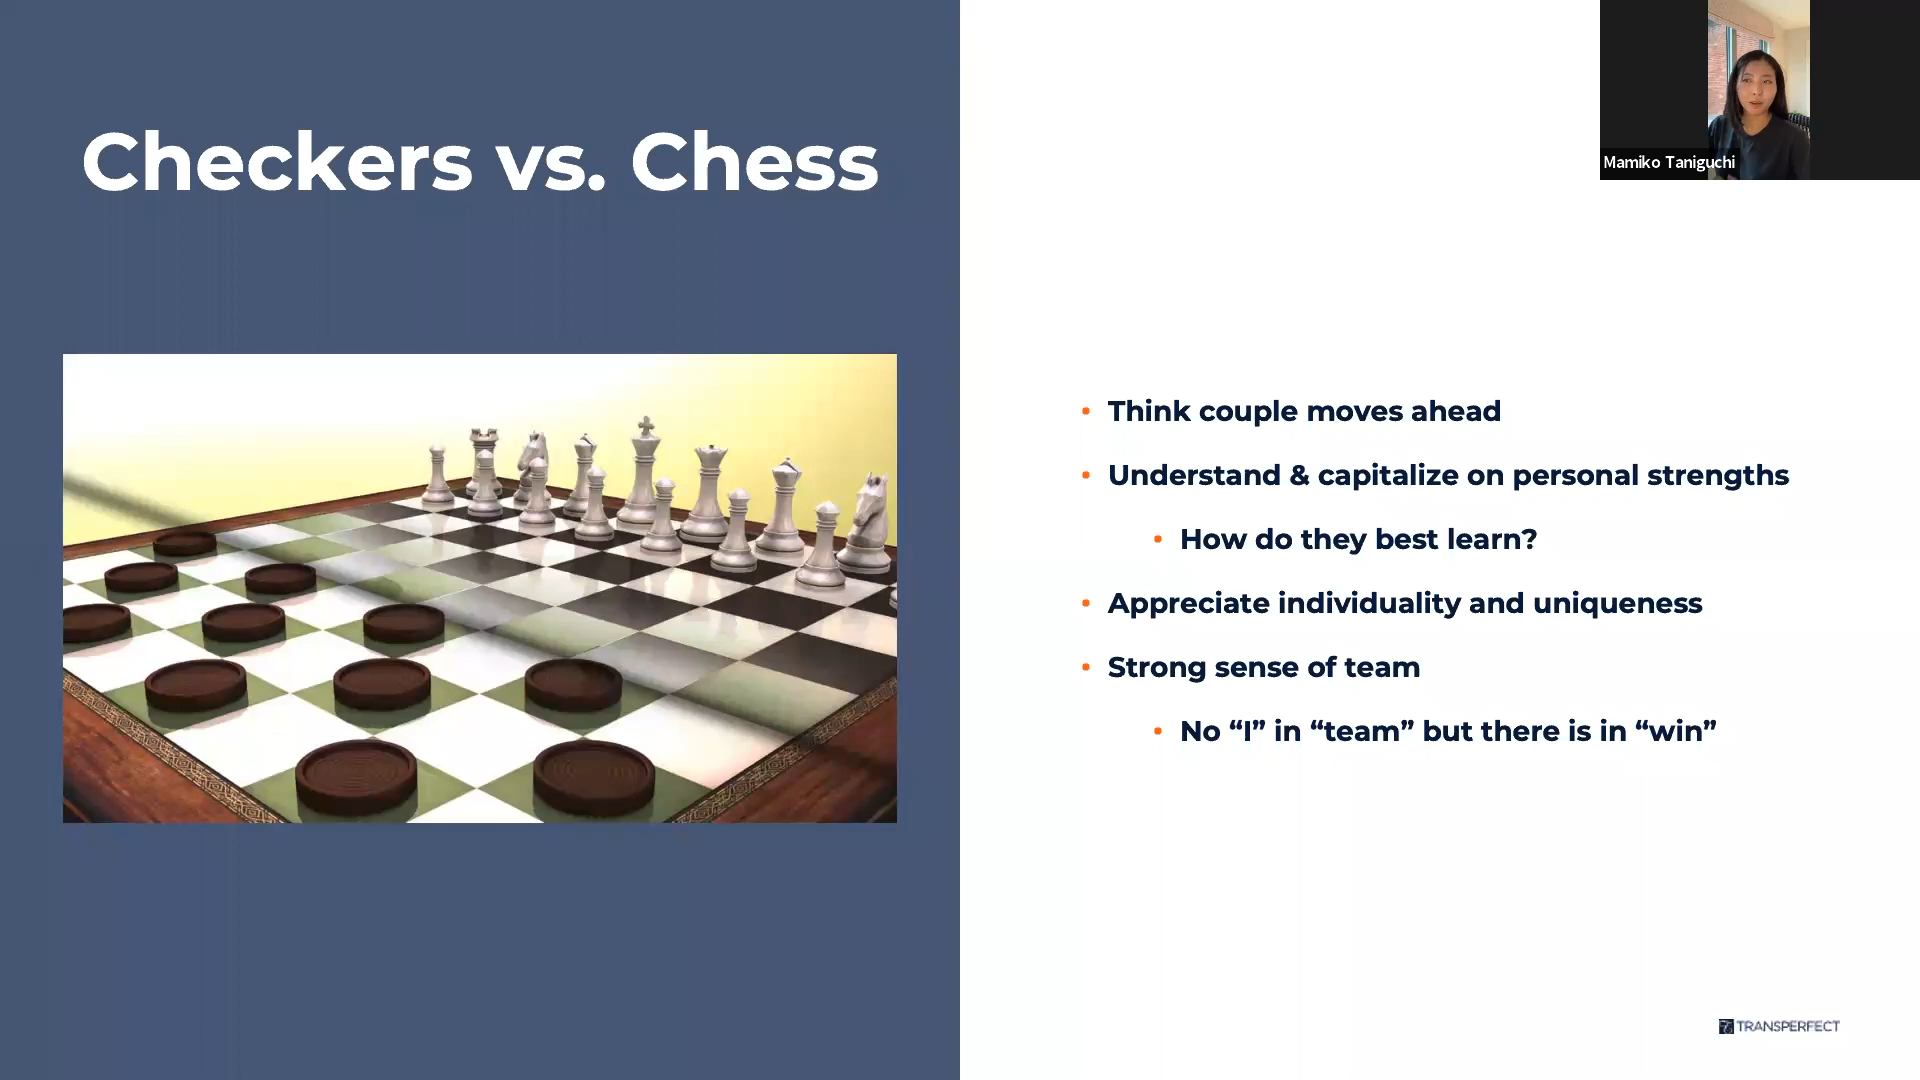 Checkers vs. Chess
Mamiko Taniguchi
Think couple moves ahead
Understand & capitalize on personal strengths
How do they best learn?
Appreciate individuality and uniqueness
Strong sense of team
No “I” in “team” but there is in “win”
TRANSPERFECT